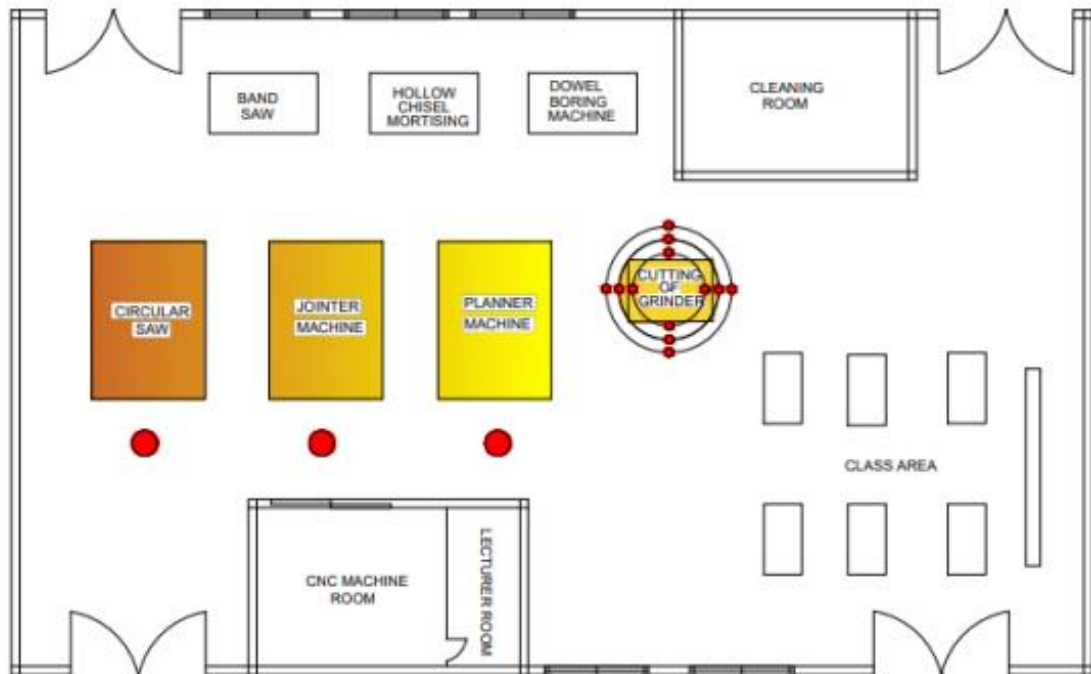 BAND
SAW
HOLLOW
CHISEL
MORTISING
DOWEL
BORING
MACHINE
CLEANING
ROOM
CIRCULAR
SAW
JOINTER
MACHINE
PLANNER
MACHINE
CUTTING
OF
GRINDER
CLASS AREA
CNC MACHINE
ROOM
LECTURER ROOM